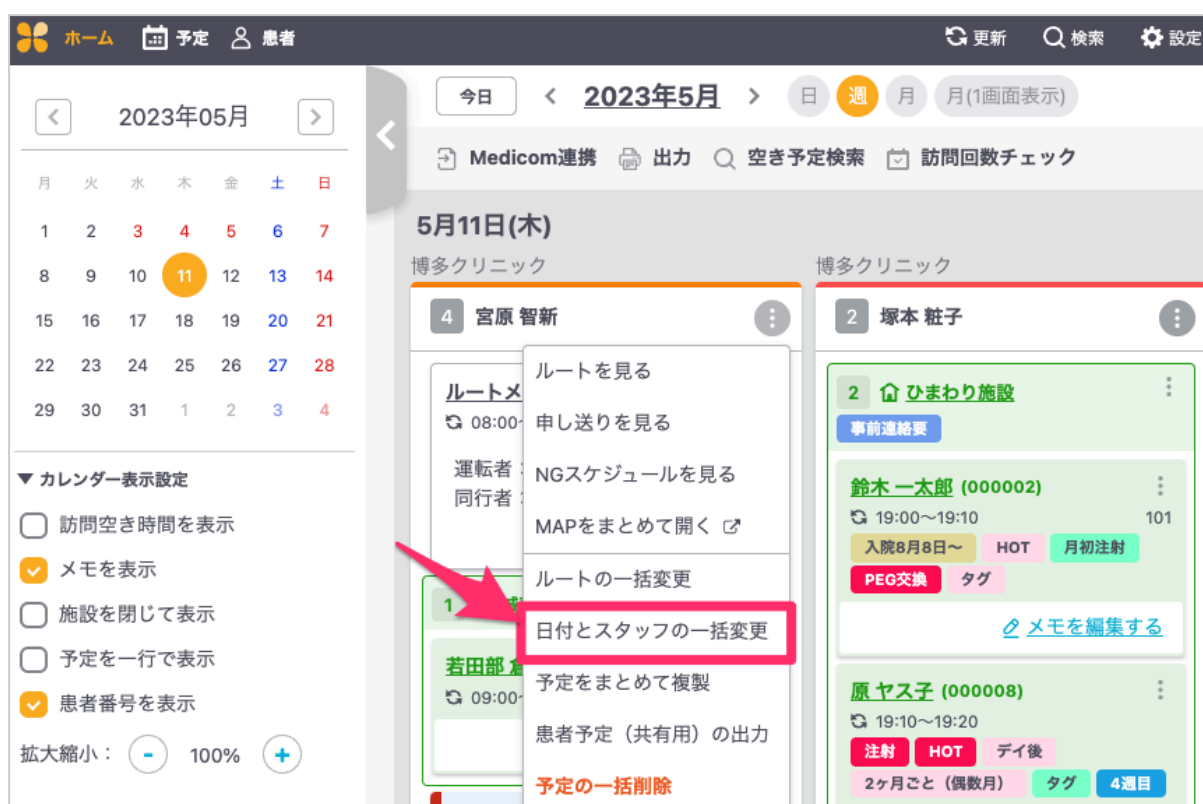 ホーム 予定 患者 更新 検索 設定
2023年05月
月 火 水 木 金 土 日
1 2 3 4 5 6 7
8 9 10 11 12 13 14
15 16 17 18 19 20 21
22 23 24 25 26 27 28
29 30 31 1 2 3 4
▼ カレンダー表示設定
訪問空き時間を表示
メモを表示
施設を閉じて表示
予定を一行で表示
患者番号を表示
拡大縮小： - 100% +
今日 < 2023年5月 > 日 週 月 月(1画面表示)
Medicom連携 出力 空き予定検索 訪問回数チェック
5月11日(木)
博多クリニック
4 宮原 智新
ルートメ
08:00~
運転者：
同行者：
1
若田部
09:00~
ルートを見る
申し送りを見る
NGスケジュールを見る
MAPをまとめて開く
ルートの一括変更
日付とスタッフの一括変更
予定をまとめて複製
患者予定（共有用）の出力
予定の一括削除
博多クリニック
2 塚本 粧子
2 ひまわり施設
事前連絡要
鈴木 一太郎 (000002)
19:00〜19:10 101
入院8月8日〜 HOT 月初注射
PEG交換 タグ
メモを編集する
原 ヤス子 (000008)
19:10〜19:20
注射 HOT デイ後
2ヶ月ごと（偶数月） タグ 4週目